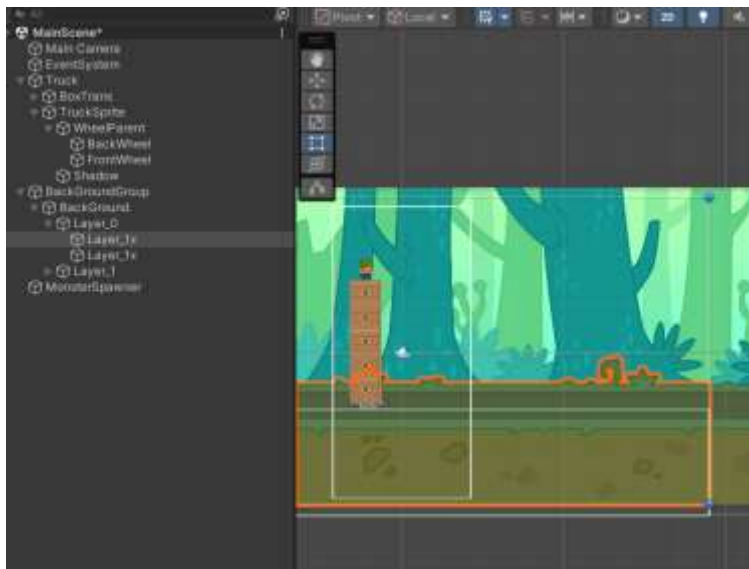 All
Pivot Local 2D
MainScene*
Main Camera
EventSystem
Truck
BoxTrans
TruckSprite
WheelParent
BackWheel
FrontWheel
Shadow
BackGroundGroup
BackGround
Layer_0
Layer_1x
Layer_1x
Layer_1
MonsterSpawner